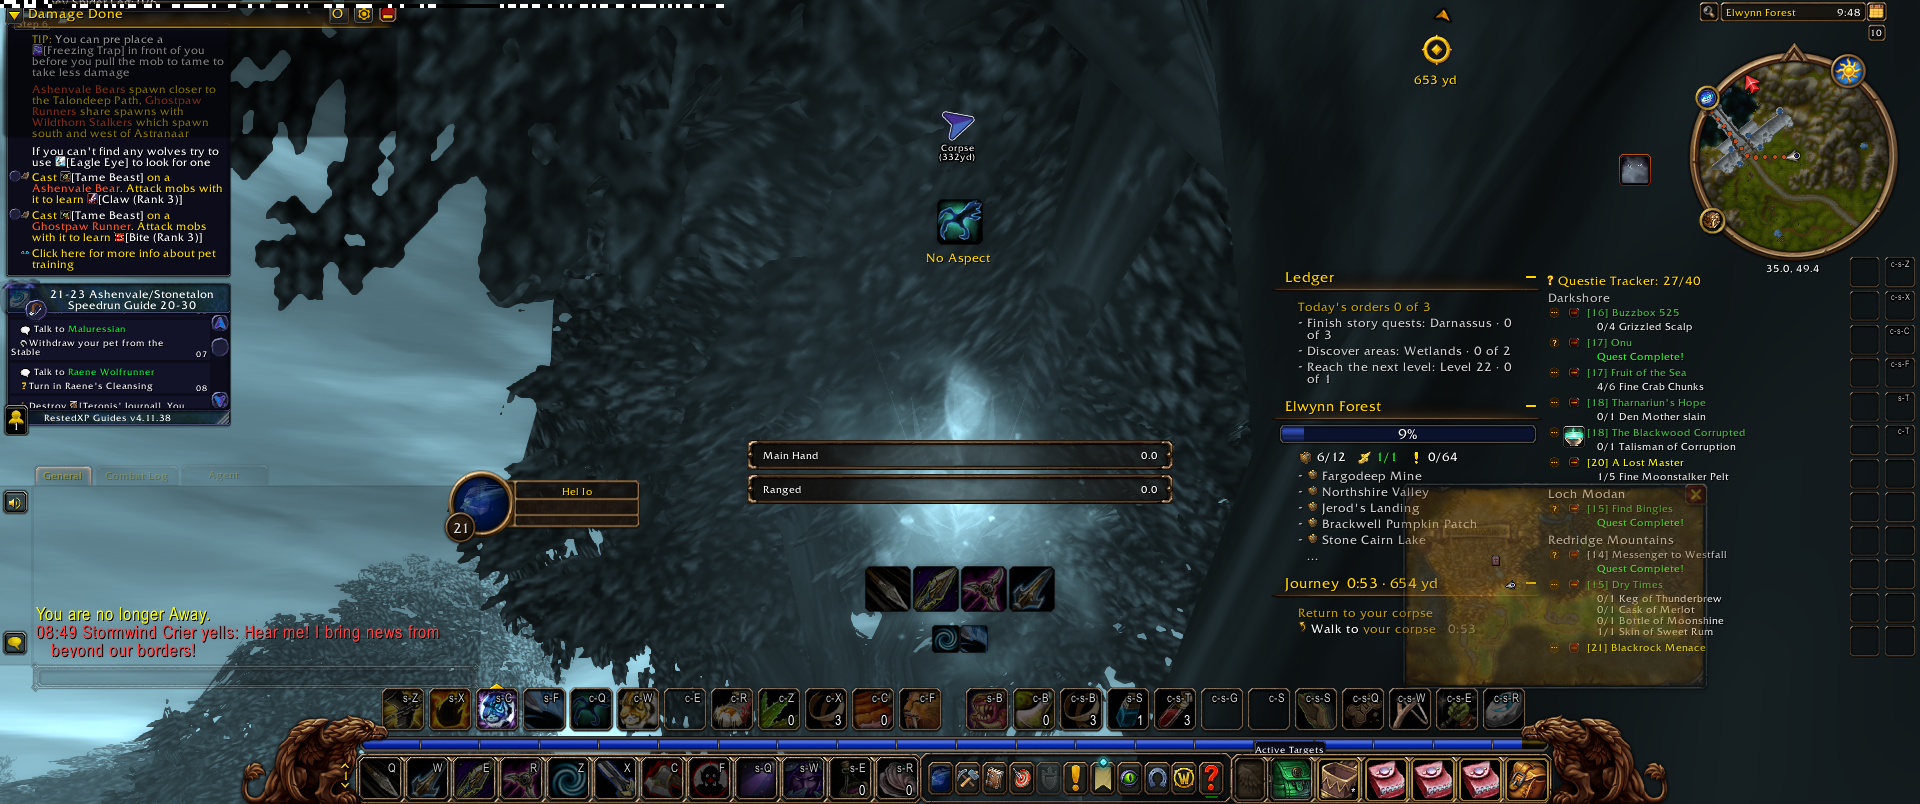 Damage Done
TIP: You can pre place a
[Freezing Trap] in front of you
before you pull the mob to tame to
take less damage
Ashenvale Bears spawn closer to
the Talondeep Path, Ghostpaw
Runners share spawns with
Wildthorn Stalkers which spawn
south and west of Astranaar
If you can't find any wolves try to
use [Eagle Eye] to look for one
Cast [Tame Beast] on a
Ashenvale Bear. Attack mobs with
it to learn [Claw (Rank 3)]
Cast [Tame Beast] on a
Ghostpaw Runner. Attack mobs
with it to learn [Bite (Rank 3)]
Click here for more info about pet
training
21-23 Ashenvale/Stonetalon
Speedrun Guide 20-30
Talk to Maluressian
Withdraw your pet from the
Stable
07
Talk to Raene Wolfrunner
Turn in Raene's Cleansing
08
Destroy [Teronis' Journal]. You
RestedXP Guides v4.11.38
1
General
Combat Log
Agent
You are no longer Away.
08:49 Stormwind Crier yells: Hear me! I bring news from
beyond our borders!
21
Hello
Corpse
(332yd)
No Aspect
Main Hand 0.0
Ranged 0.0
653 yd
Elwynn Forest 9:48
10
35.0, 49.4
Ledger
Today's orders 0 of 3
- Finish story quests: Darnassus · 0
of 3
- Discover areas: Wetlands · 0 of 2
- Reach the next level: Level 22 · 0
of 1
Elwynn Forest
9%
6/12 1/1 0/64
- Fargodeep Mine
- Northshire Valley
- Jerod's Landing
- Brackwell Pumpkin Patch
- Stone Cairn Lake
...
Journey 0:53 · 654 yd
Return to your corpse
Walk to your corpse 0:53
? Questie Tracker: 27/40
Darkshore
[16] Buzzbox 525
0/4 Grizzled Scalp
[17] Onu
Quest Complete!
[17] Fruit of the Sea
4/6 Fine Crab Chunks
[18] Tharnariun's Hope
0/1 Den Mother slain
[18] The Blackwood Corrupted
0/1 Talisman of Corruption
[20] A Lost Master
1/5 Fine Moonstalker Pelt
Loch Modan
[15] Find Bingles
Quest Complete!
Redridge Mountains
[14] Messenger to Westfall
Quest Complete!
[15] Dry Times
0/1 Keg of Thunderbrew
0/1 Cask of Merlot
0/1 Bottle of Moonshine
1/1 Skin of Sweet Rum
[21] Blackrock Menace
c-s-Z
c-s-X
c-s-C
c-s-F
s-T
c-T
s-Z s-X s-C s-F c-Q c-W c-E c-R c-Z c-X c-C c-F s-B c-B c-s-B s-S c-s-T c-s-G c-S c-s-S c-s-Q c-s-W c-s-E c-s-R
0 3 0 0 3 1 3
Active Targets
1
Q W E R Z X C F s-Q s-W s-E s-R
0 0